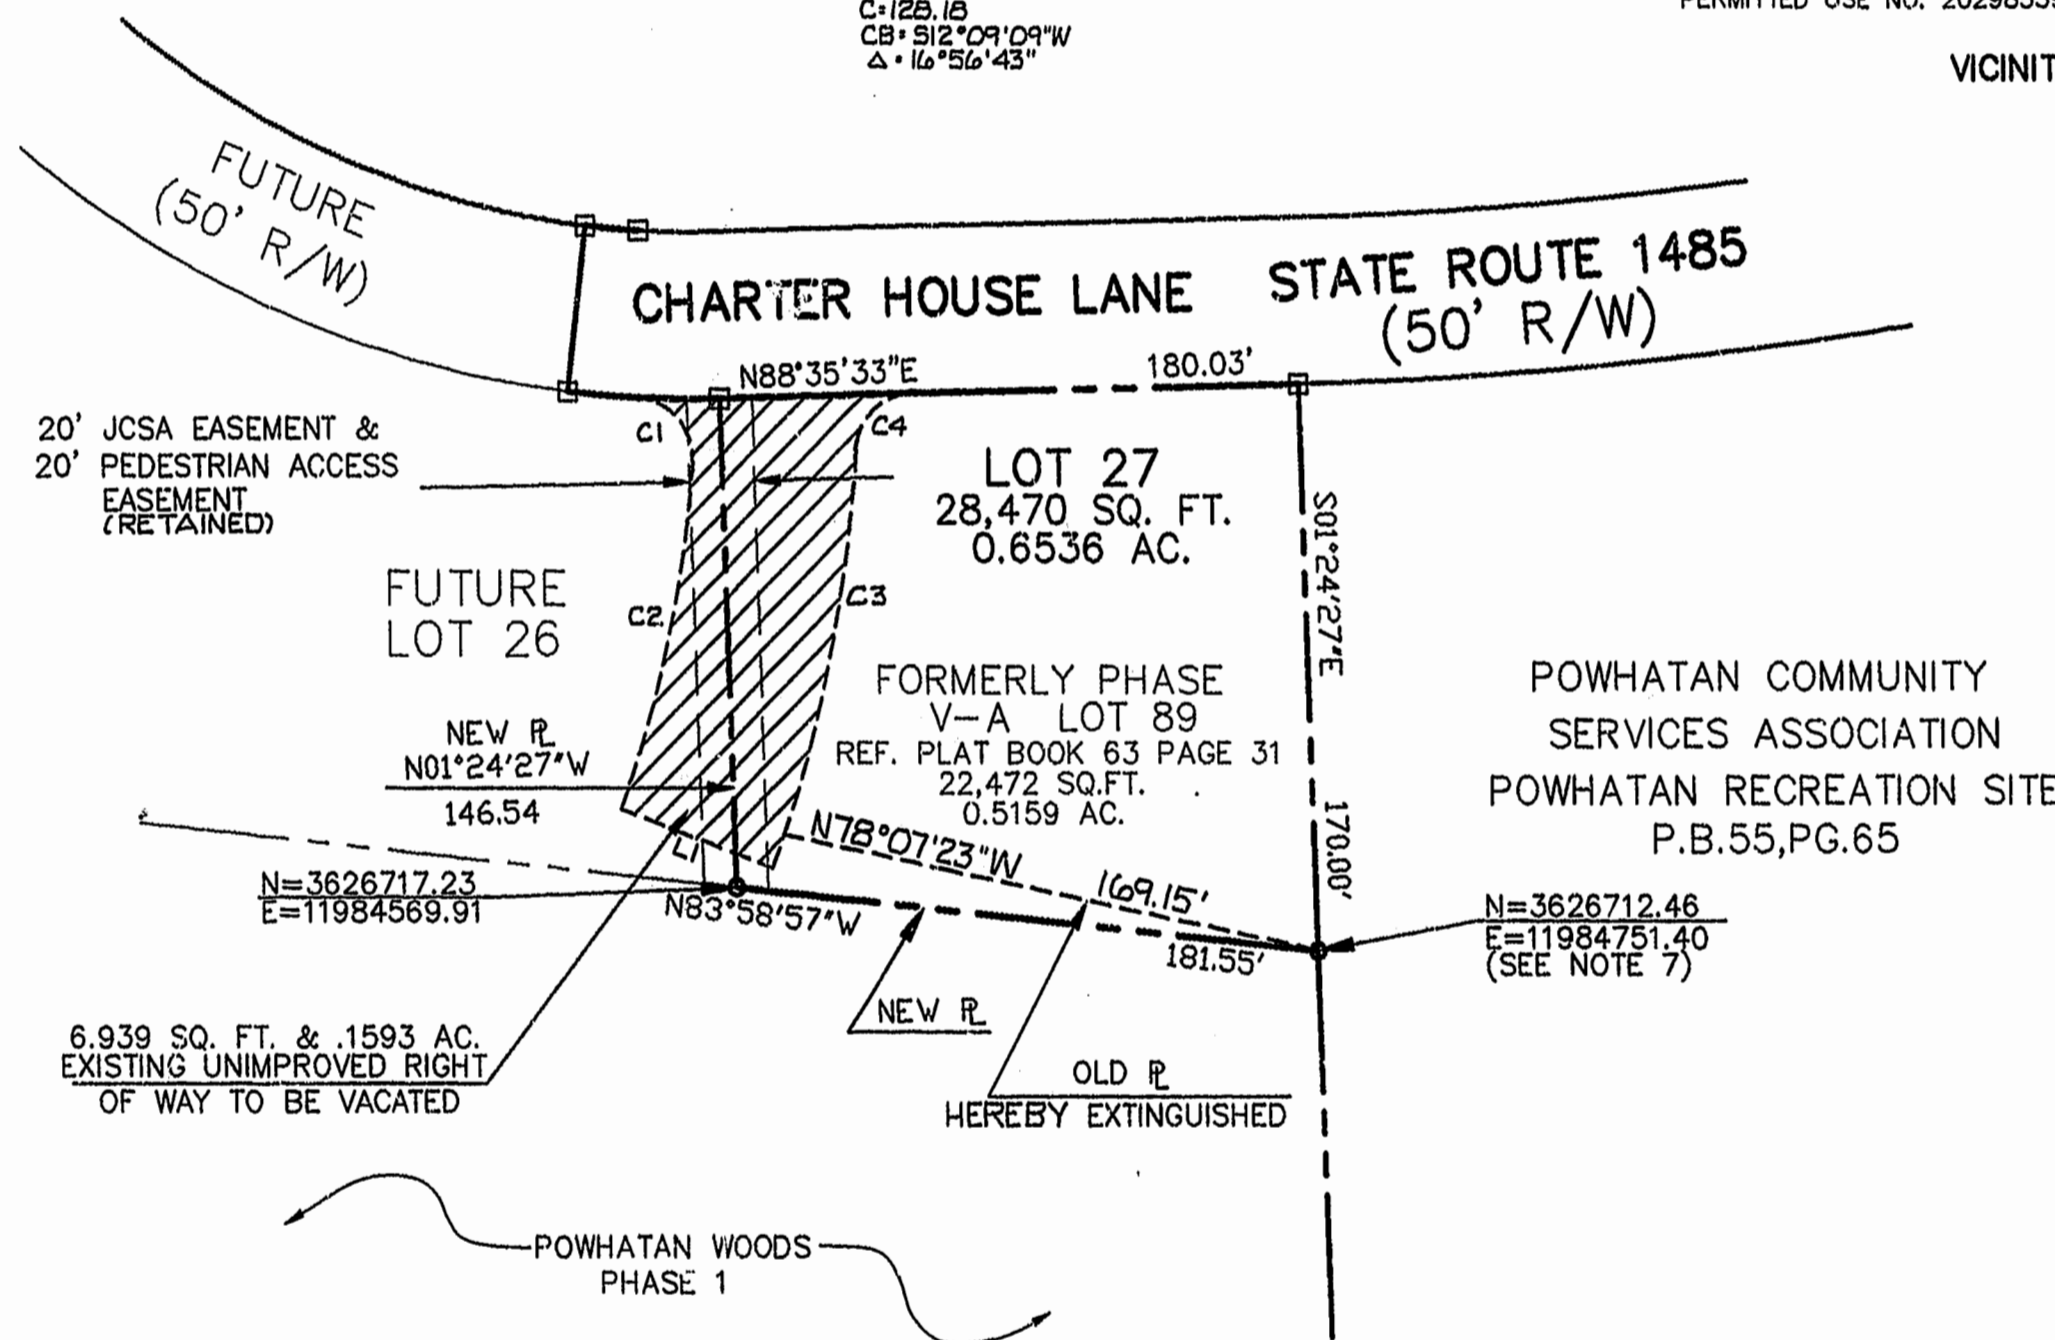 C=128.18
CB= S12°09'09"W
Δ = 16°56'43"
VICINIT
FUTURE
(50' R/W)
CHARTER HOUSE LANE STATE ROUTE 1485
(50' R/W)
N88°35'33"E
180.03'
20' JCSA EASEMENT &
20' PEDESTRIAN ACCESS
EASEMENT
(RETAINED)
C1
C4
LOT 27
28,470 SQ. FT.
0.6536 AC.
S01°24'27"E
170.00'
FUTURE
LOT 26
C2
C3
FORMERLY PHASE
V-A LOT 89
REF. PLAT BOOK 63 PAGE 31
22,472 SQ.FT.
0.5159 AC.
POWHATAN COMMUNITY
SERVICES ASSOCIATION
POWHATAN RECREATION SITE
P.B.55,PG.65
NEW PL
N01°24'27"W
146.54
L1
N78°07'23"W
169.15'
N=3626717.23
E=11984569.91
N83°58'57"W
181.55'
N=3626712.46
E=11984751.40
(SEE NOTE 7)
NEW PL
6.939 SQ. FT. & .1593 AC.
EXISTING UNIMPROVED RIGHT
OF WAY TO BE VACATED
OLD PL
HEREBY EXTINGUISHED
POWHATAN WOODS
PHASE 1